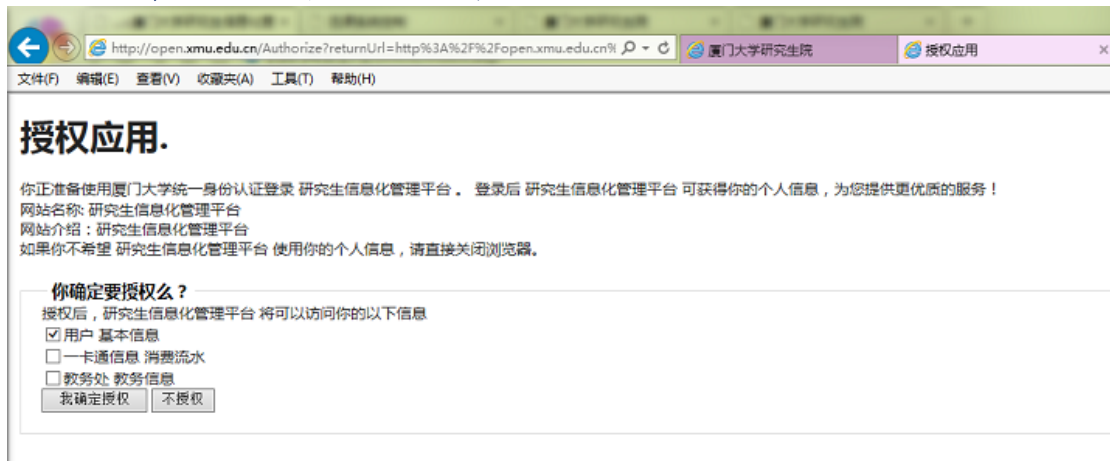 http://open.xmu.edu.cn/Authorize?returnUrl=http%3A%2F%2Fopen.xmu.edu.cn%
厦门大学研究生院
授权应用
文件(F) 编辑(E) 查看(V) 收藏夹(A) 工具(T) 帮助(H)
授权应用.
你正准备使用厦门大学统一身份认证登录 研究生信息化管理平台 。 登录后 研究生信息化管理平台 可获得你的个人信息，为您提供更优质的服务！
网站名称: 研究生信息化管理平台
网站介绍：研究生信息化管理平台
如果你不希望 研究生信息化管理平台 使用你的个人信息，请直接关闭浏览器。
你确定要授权么？
授权后，研究生信息化管理平台 将可以访问你的以下信息
用户 基本信息
一卡通信息 消费流水
教务处 教务信息
我确定授权 不授权